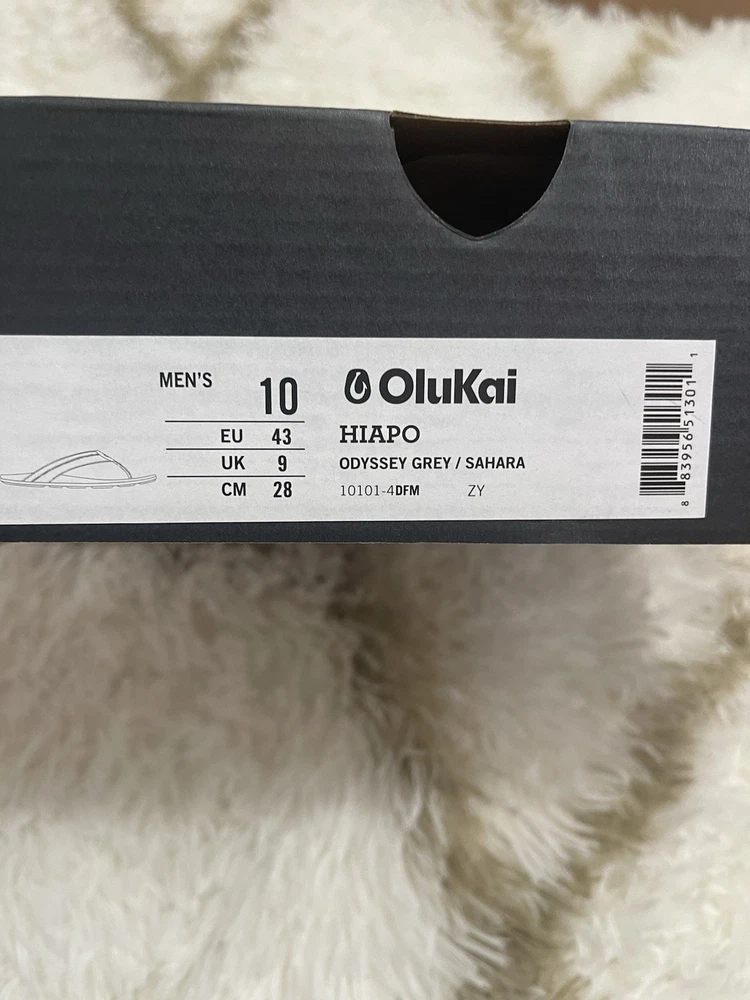 MEN'S
10
EU 43
UK 9
CM 28
OluKai
HIAPO
ODYSSEY GREY / SAHARA
10101-4DFM ZY
8 83956 51301 1